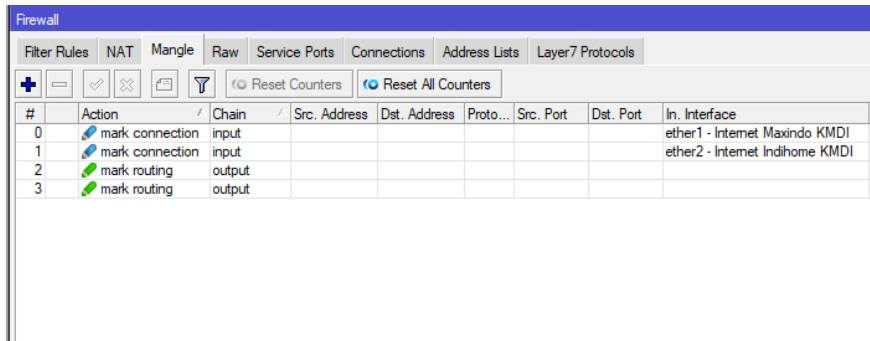 Firewall
Filter Rules NAT Mangle Raw Service Ports Connections Address Lists Layer7 Protocols
Reset Counters Reset All Counters
# Action Chain Src. Address Dst. Address Proto... Src. Port Dst. Port In. Interface
0 mark connection input ether1 - Internet Maxindo KMDI
1 mark connection input ether2 - Internet Indihome KMDI
2 mark routing output
3 mark routing output